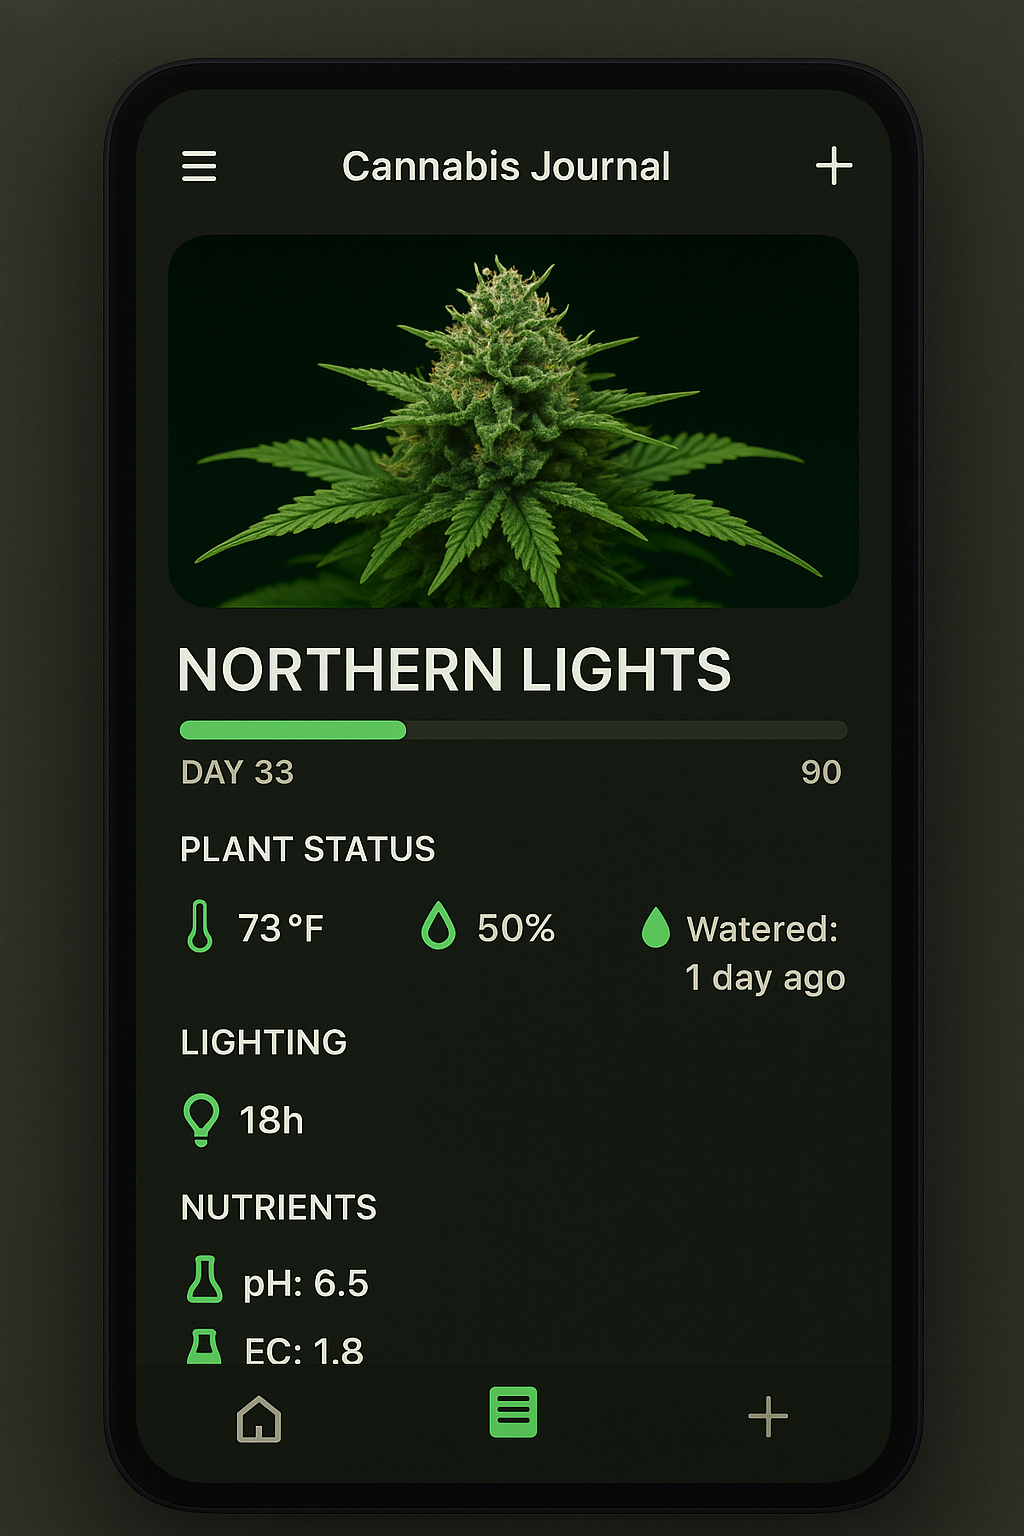 Cannabis Journal
NORTHERN LIGHTS
DAY 33
90
PLANT STATUS
73 °F
50%
Watered:
1 day ago
LIGHTING
18h
NUTRIENTS
pH: 6.5
EC: 1.8